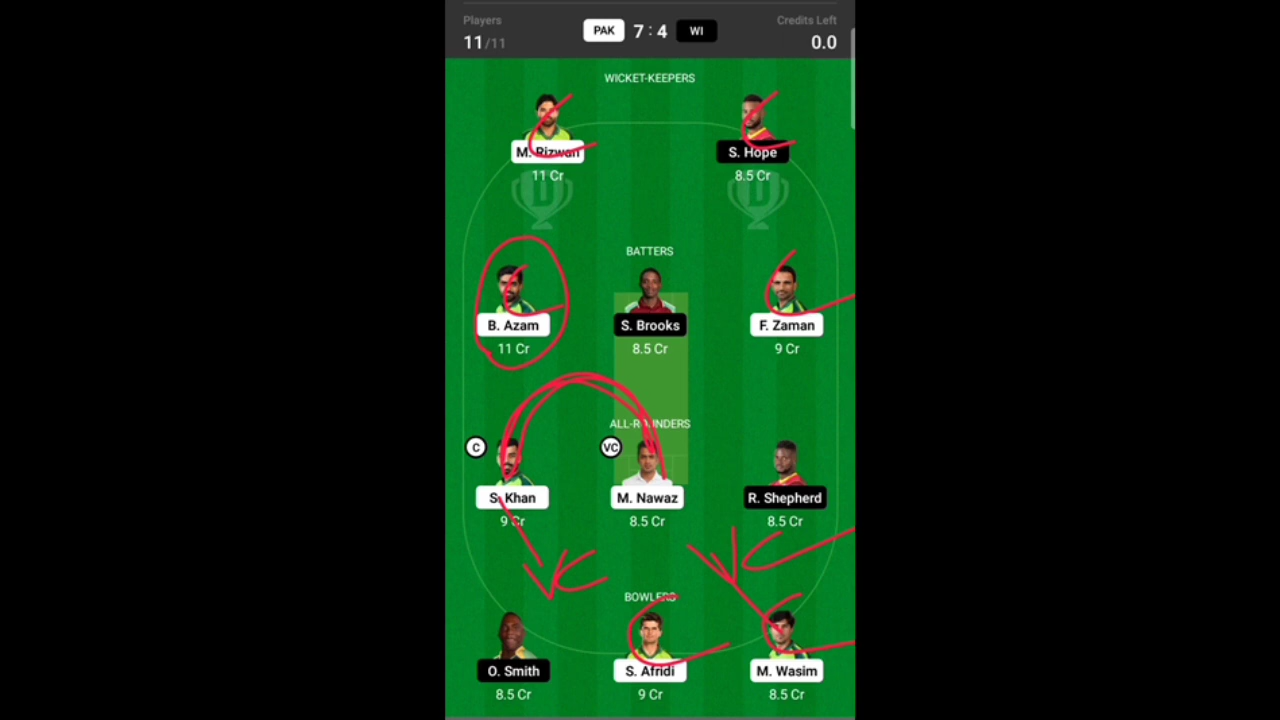 Players
Credits Left
PAK 7 : 4 WI
11/11
0.0
WICKET-KEEPERS
M. Rizwan
S. Hope
11 Cr
8.5 Cr
BATTERS
B. Azam
S. Brooks
F. Zaman
11 Cr
8.5 Cr
9 Cr
ALL-ROUNDERS
C
VC
S. Khan
M. Nawaz
R. Shepherd
9 Cr
8.5 Cr
8.5 Cr
BOWLERS
O. Smith
S. Afridi
M. Wasim
8.5 Cr
9 Cr
8.5 Cr